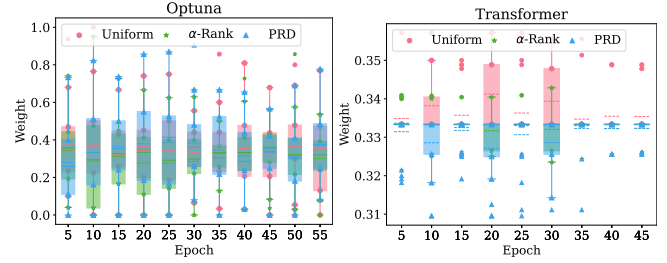 Optuna
Uniform α-Rank PRD
Weight
1.0
0.8
0.6
0.4
0.2
0.0
5 10 15 20 25 30 35 40 45 50 55
Epoch
Transformer
Uniform α-Rank PRD
Weight
0.35
0.34
0.33
0.32
0.31
5 10 15 20 25 30 35 40 45
Epoch